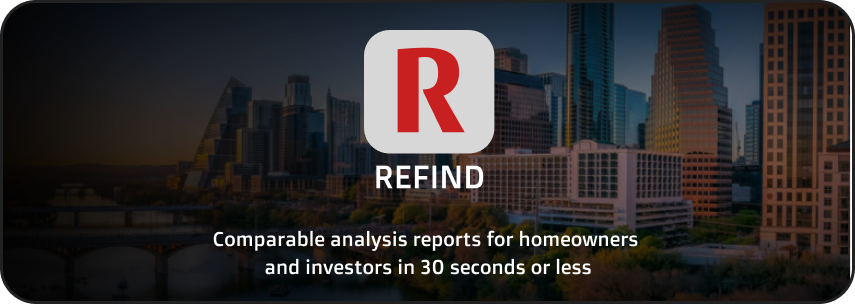 R
REFIND
Comparable analysis reports for homeowners
and investors in 30 seconds or less